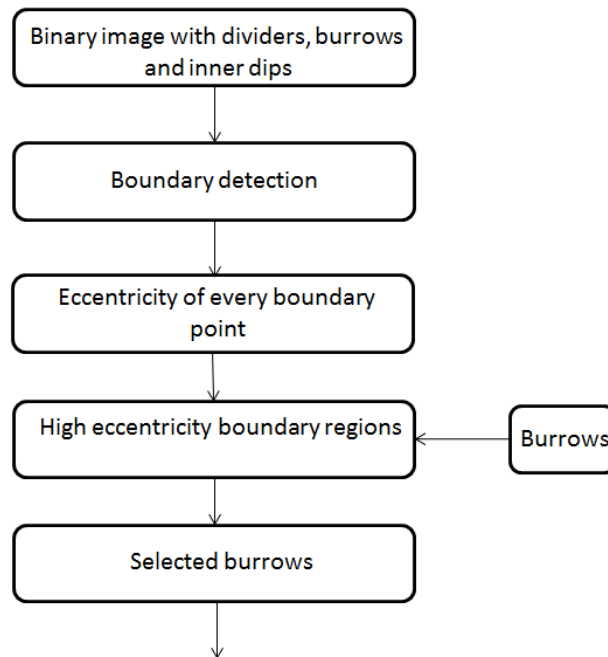 Binary image with dividers, burrows
and inner dips
Boundary detection
Eccentricity of every boundary
point
High eccentricity boundary regions
Burrows
Selected burrows